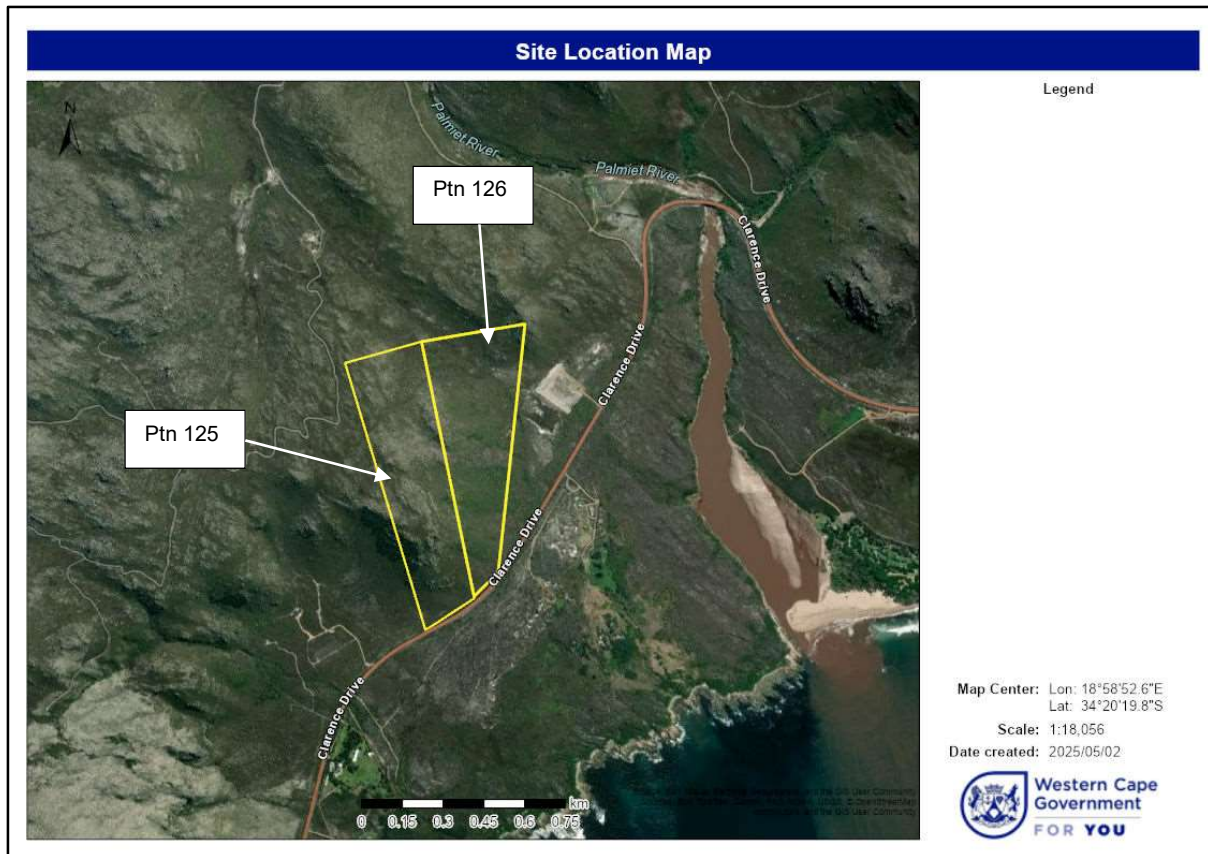 Site Location Map
Legend
N
Palmiet River
Palmiet River
Ptn 126
Clarence Drive
Clarence Drive
Ptn 125
Clarence Drive
Clarence Drive
km
0 0.15 0.3 0.45 0.6 0.75
Map Center: Lon: 18°58'52.6"E
Lat: 34°20'19.8"S
Scale: 1:18,056
Date created: 2025/05/02
Western Cape
Government
FOR YOU